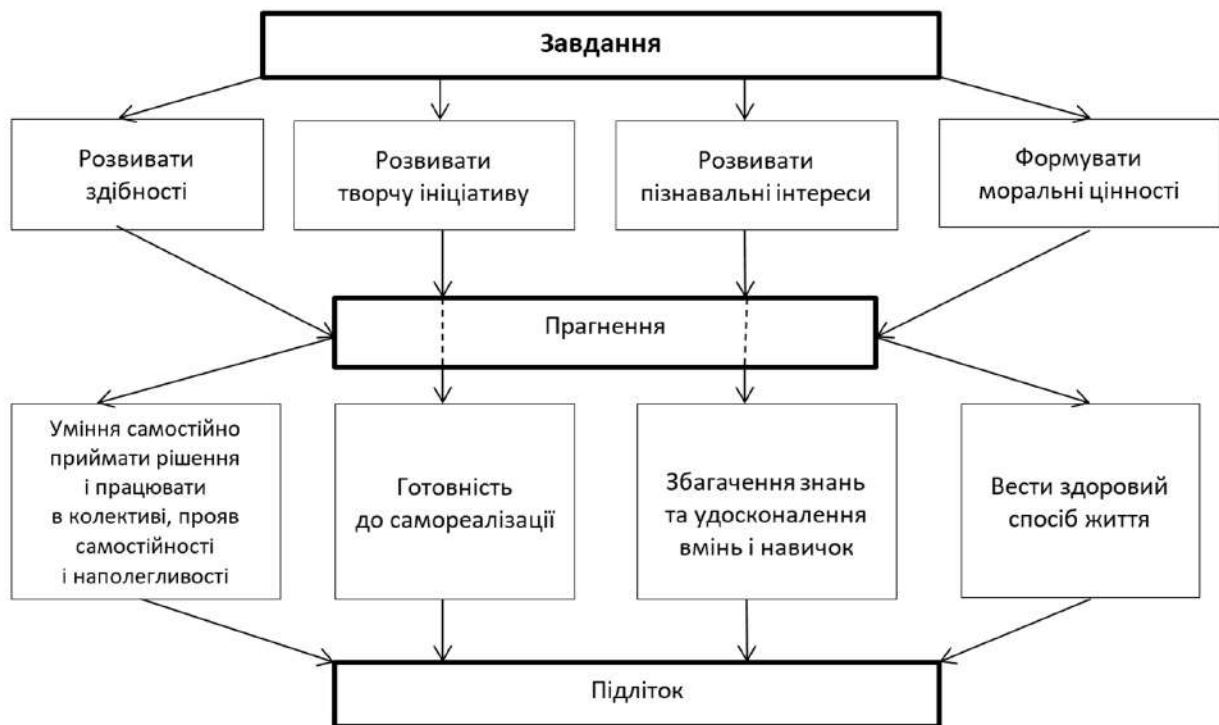 Завдання
Розвивати
здібності
Розвивати
творчу ініціативу
Розвивати
пізнавальні інтереси
Формувати
моральні цінності
Прагнення
Уміння самостійно
приймати рішення
і працювати
в колективі, прояв
самостійності
і наполегливості
Готовність
до самореалізації
Збагачення знань
та удосконалення
вмінь і навичок
Вести здоровий
спосіб життя
Підліток